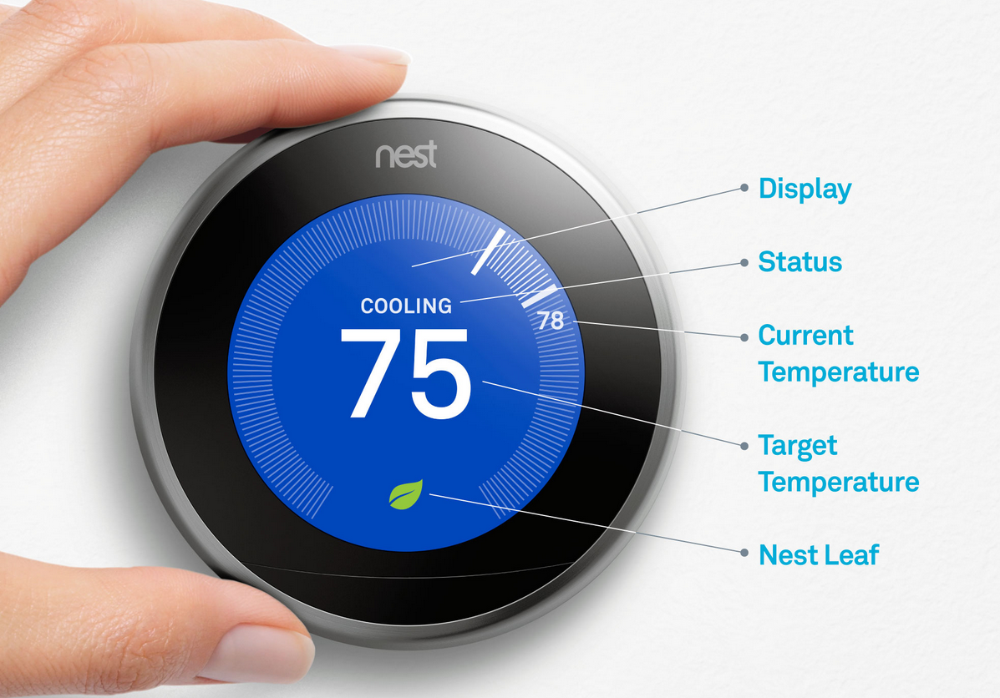 nest
Display
Status
COOLING
78
Current
Temperature
75
Target
Temperature
Nest Leaf